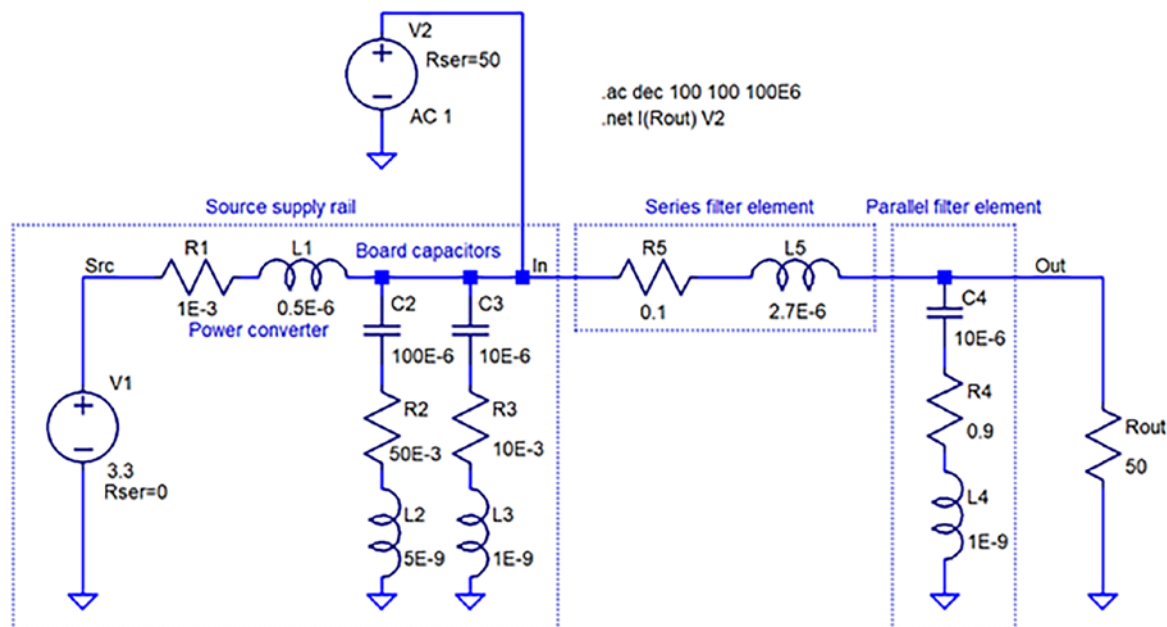 V2
Rser=50
AC 1
.ac dec 100 100 100E6
.net I(Rout) V2
Source supply rail
Series filter element
Parallel filter element
Src
R1
1E-3
L1
0.5E-6
Power converter
Board capacitors
In
R5
0.1
L5
2.7E-6
Out
C2
100E-6
C3
10E-6
C4
10E-6
V1
3.3
Rser=0
R2
50E-3
R3
10E-3
R4
0.9
Rout
50
L2
5E-9
L3
1E-9
L4
1E-9